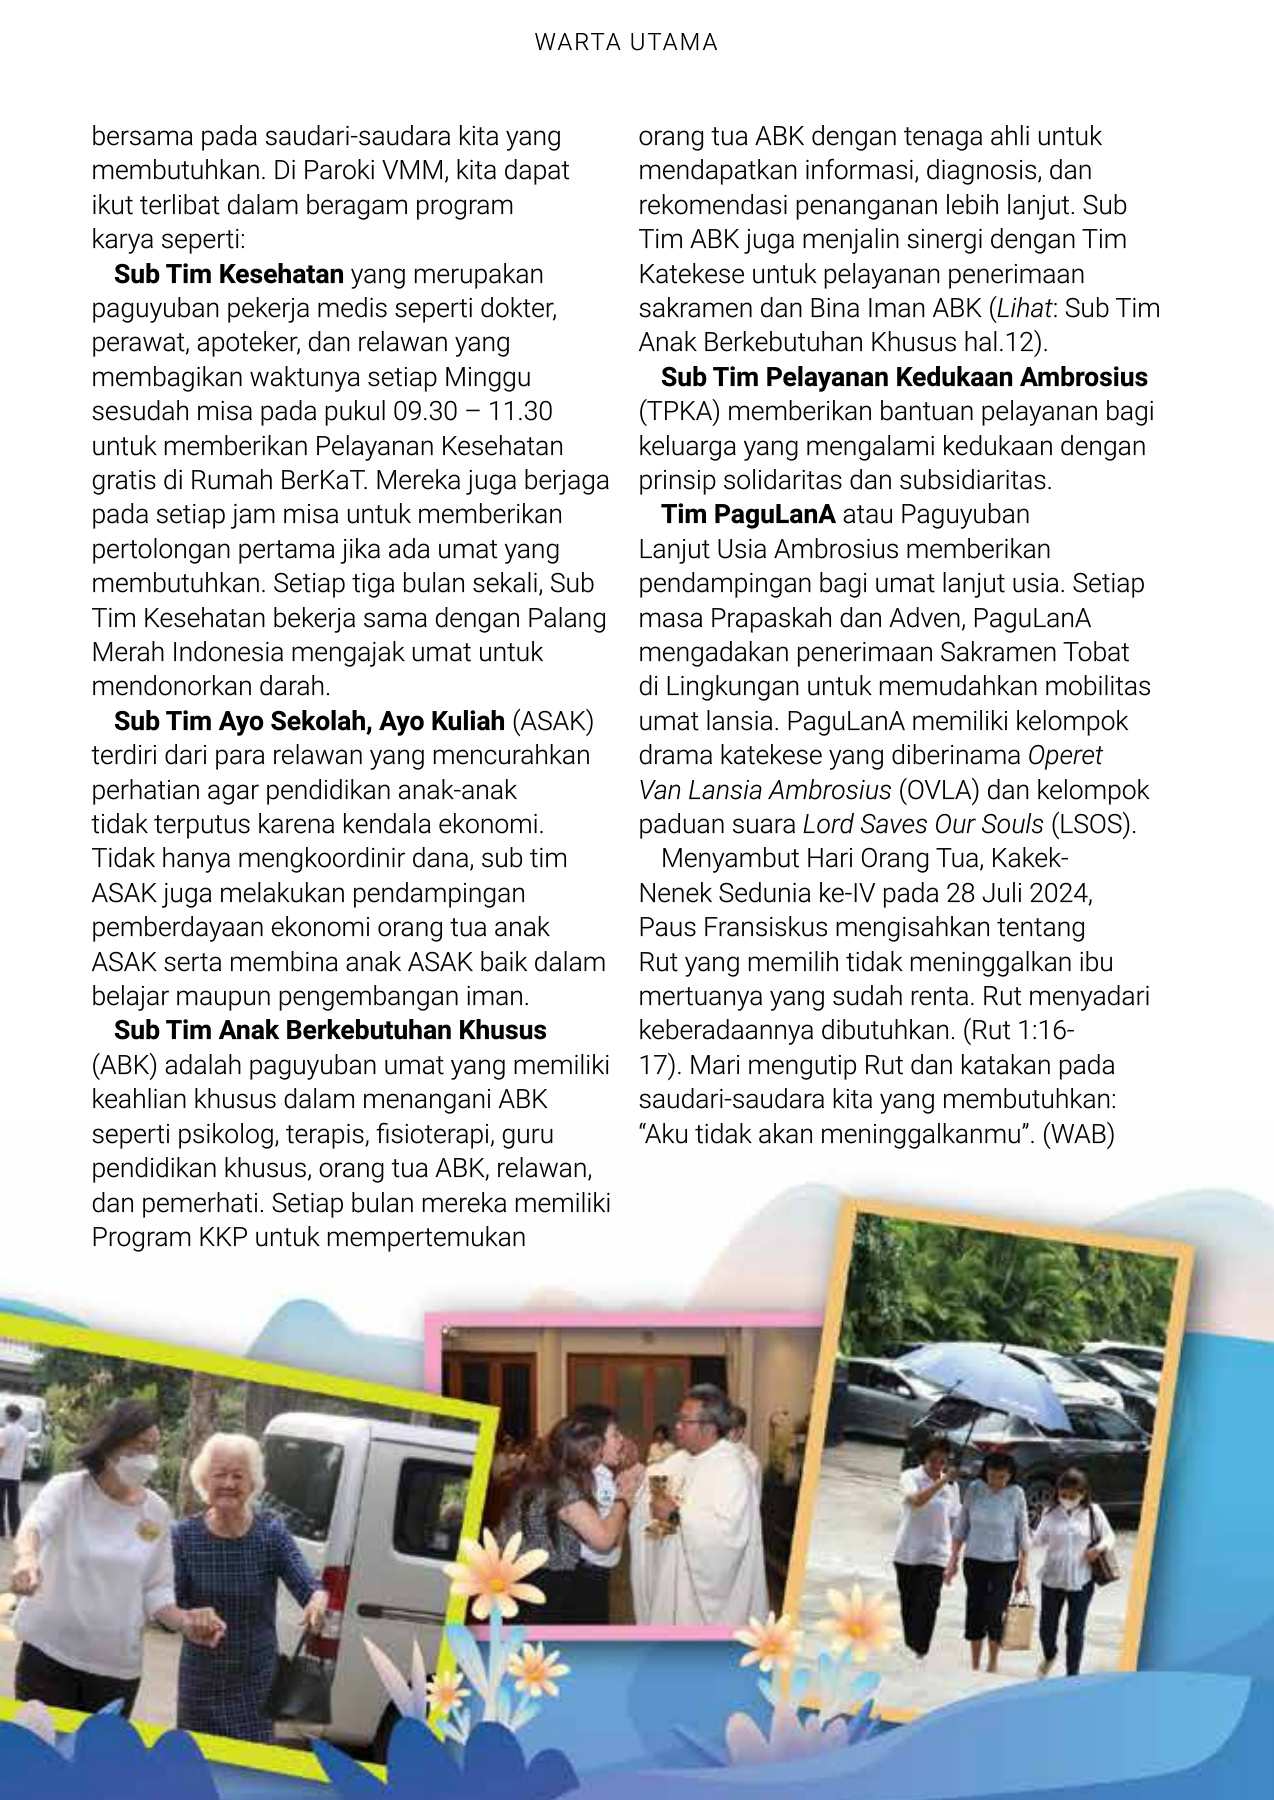 WARTA UTAMA
bersama pada saudari-saudara kita yang
membutuhkan. Di Paroki VMM, kita dapat
ikut terlibat dalam beragam program
karya seperti:
Sub Tim Kesehatan yang merupakan
paguyuban pekerja medis seperti dokter,
perawat, apoteker, dan relawan yang
membagikan waktunya setiap Minggu
sesudah misa pada pukul 09.30 – 11.30
untuk memberikan Pelayanan Kesehatan
gratis di Rumah BerKaT. Mereka juga berjaga
pada setiap jam misa untuk memberikan
pertolongan pertama jika ada umat yang
membutuhkan. Setiap tiga bulan sekali, Sub
Tim Kesehatan bekerja sama dengan Palang
Merah Indonesia mengajak umat untuk
mendonorkan darah.
Sub Tim Ayo Sekolah, Ayo Kuliah (ASAK)
terdiri dari para relawan yang mencurahkan
perhatian agar pendidikan anak-anak
tidak terputus karena kendala ekonomi.
Tidak hanya mengkoordinir dana, sub tim
ASAK juga melakukan pendampingan
pemberdayaan ekonomi orang tua anak
ASAK serta membina anak ASAK baik dalam
belajar maupun pengembangan iman.
Sub Tim Anak Berkebutuhan Khusus
(ABK) adalah paguyuban umat yang memiliki
keahlian khusus dalam menangani ABK
seperti psikolog, terapis, fisioterapi, guru
pendidikan khusus, orang tua ABK, relawan,
dan pemerhati. Setiap bulan mereka memiliki
Program KKP untuk mempertemukan
orang tua ABK dengan tenaga ahli untuk
mendapatkan informasi, diagnosis, dan
rekomendasi penanganan lebih lanjut. Sub
Tim ABK juga menjalin sinergi dengan Tim
Katekese untuk pelayanan penerimaan
sakramen dan Bina Iman ABK (Lihat: Sub Tim
Anak Berkebutuhan Khusus hal.12).
Sub Tim Pelayanan Kedukaan Ambrosius
(TPKA) memberikan bantuan pelayanan bagi
keluarga yang mengalami kedukaan dengan
prinsip solidaritas dan subsidiaritas.
Tim PaguLanA atau Paguyuban
Lanjut Usia Ambrosius memberikan
pendampingan bagi umat lanjut usia. Setiap
masa Prapaskah dan Adven, PaguLanA
mengadakan penerimaan Sakramen Tobat
di Lingkungan untuk memudahkan mobilitas
umat lansia. PaguLanA memiliki kelompok
drama katekese yang diberinama Operet
Van Lansia Ambrosius (OVLA) dan kelompok
paduan suara Lord Saves Our Souls (LSOS).
Menyambut Hari Orang Tua, Kakek-
Nenek Sedunia ke-IV pada 28 Juli 2024,
Paus Fransiskus mengisahkan tentang
Rut yang memilih tidak meninggalkan ibu
mertuanya yang sudah renta. Rut menyadari
keberadaannya dibutuhkan. (Rut 1:16-
17). Mari mengutip Rut dan katakan pada
saudari-saudara kita yang membutuhkan:
“Aku tidak akan meninggalkanmu”. (WAB)